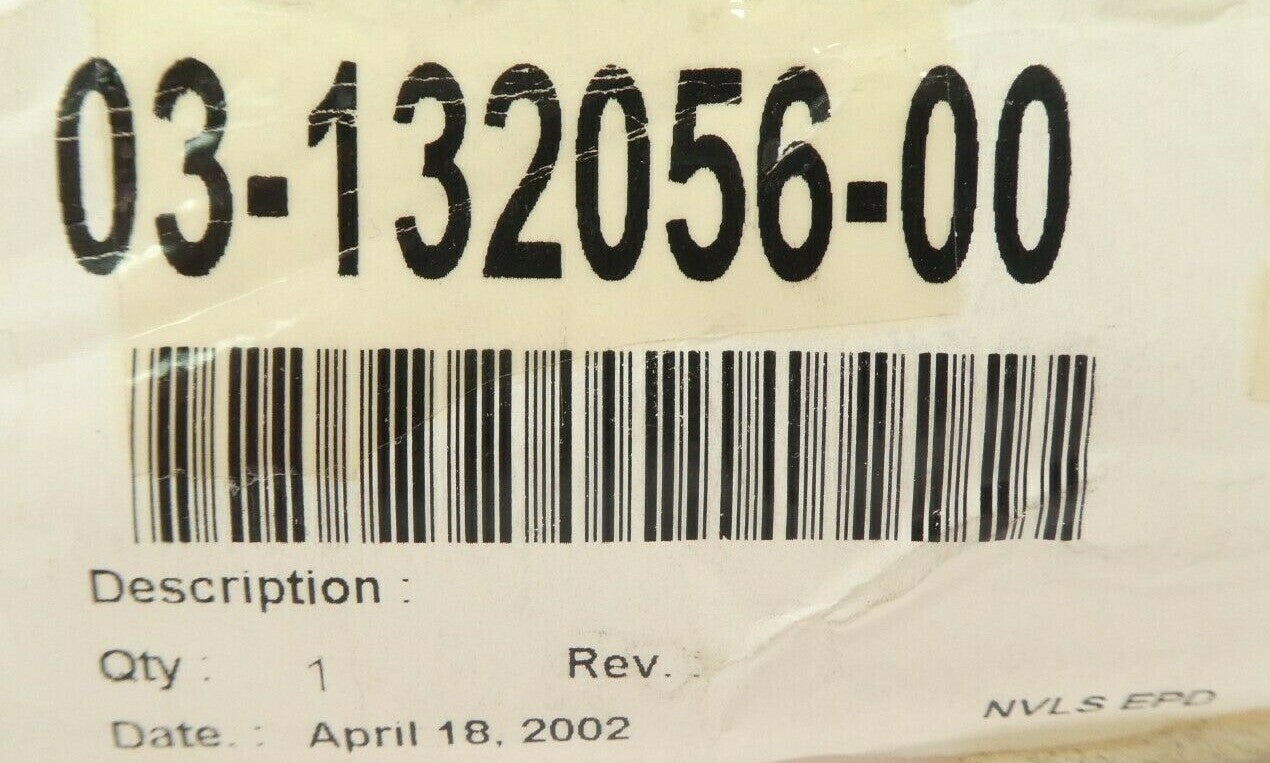 03-132056-00
Description :
Qty : 1 Rev. :
Date. : April 18, 2002
NVLS EPD